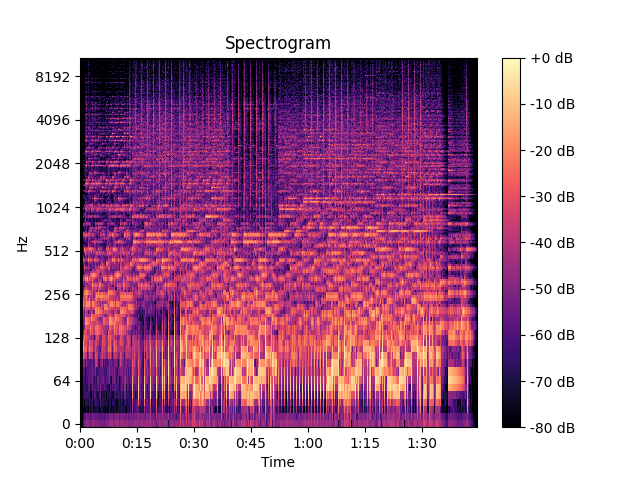 Spectrogram
8192
4096
2048
1024
512
256
128
64
0
Hz
0:00 0:15 0:30 0:45 1:00 1:15 1:30
Time
+0 dB
-10 dB
-20 dB
-30 dB
-40 dB
-50 dB
-60 dB
-70 dB
-80 dB